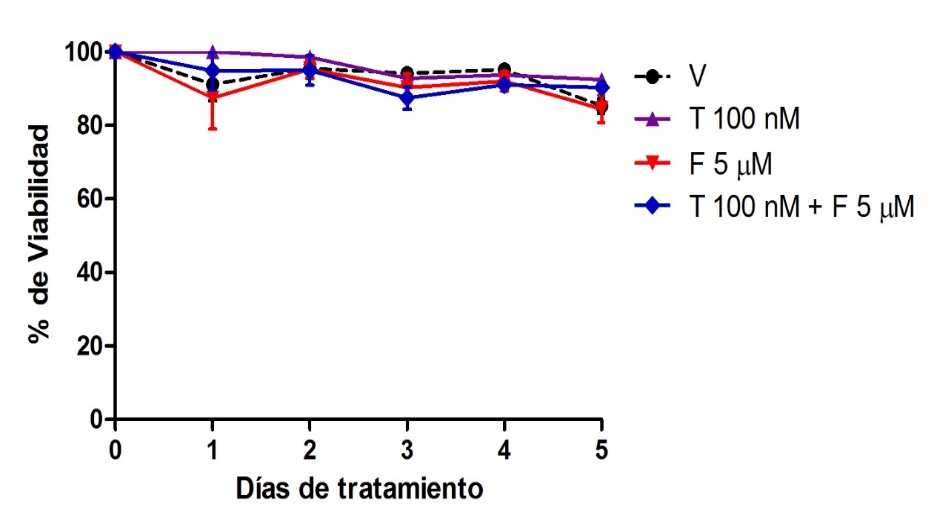 100
80
60
40
20
0
% de Viabilidad
0 1 2 3 4 5
Días de tratamiento
V
T 100 nM
F 5 μM
T 100 nM + F 5 μM